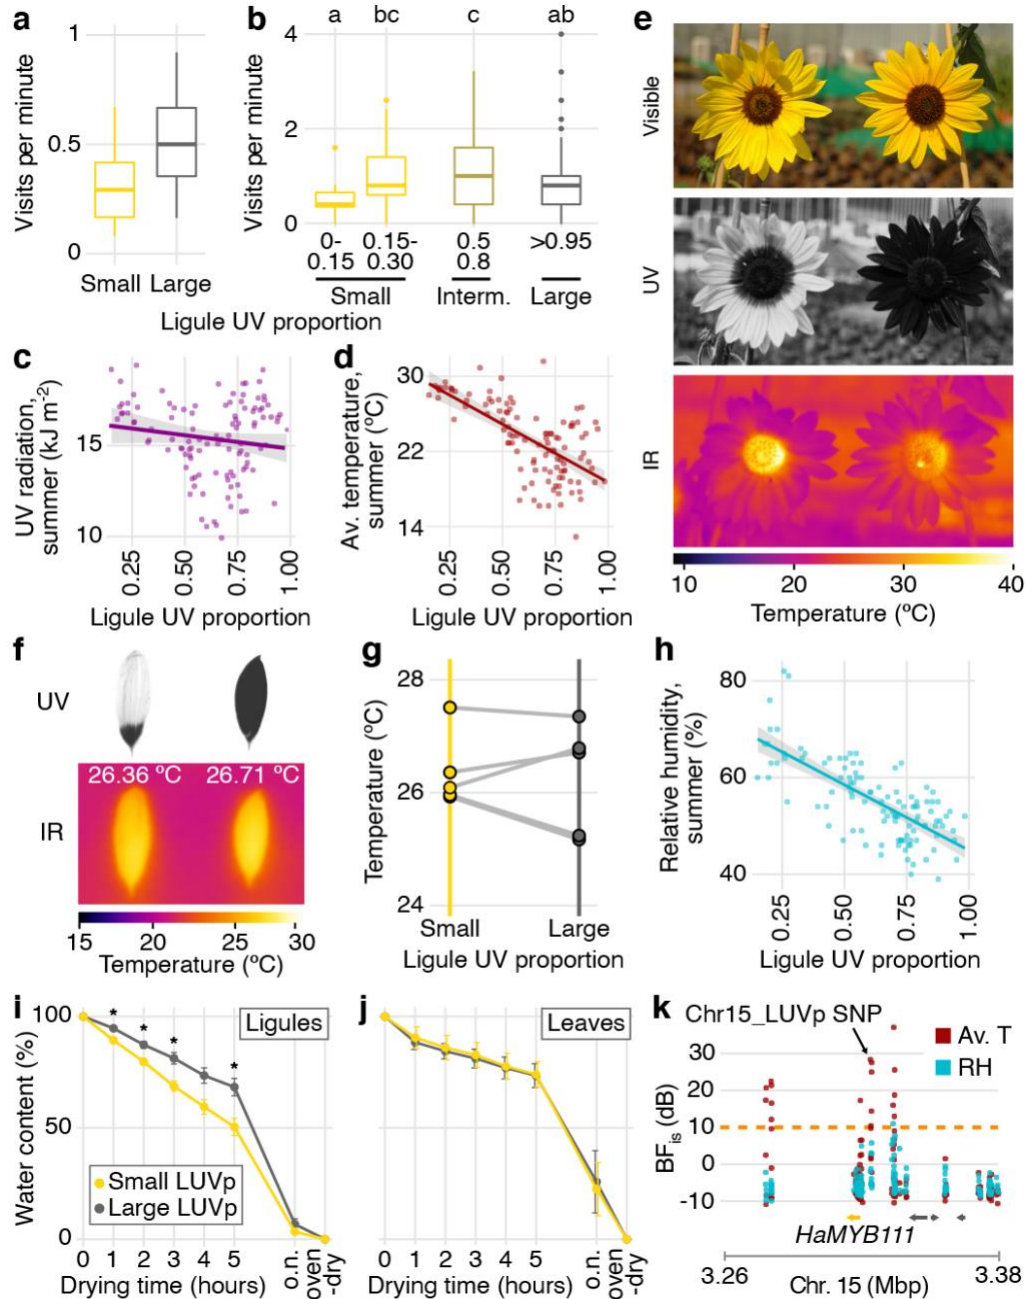 a
Visits per minute
1
0.5
0
Small Large
b
Visits per minute
a bc c ab
4
2
0
0-
0.15
0.15-
0.30
0.5
0.8
>0.95
Small
Interm.
Large
Ligule UV proportion
c
UV radiation,
summer (kJ m-2)
15
10
0.25
0.50
0.75
1.00
Ligule UV proportion
d
Av. temperature,
summer (ºC)
30
22
14
0.25
0.50
0.75
1.00
Ligule UV proportion
e
Visible
UV
IR
10 20 30 40
Temperature (ºC)
f
UV
IR
26.36 ºC 26.71 ºC
15 20 25 30
Temperature (ºC)
g
Temperature (ºC)
28
26
24
Small Large
Ligule UV proportion
h
Relative humidity,
summer (%)
80
60
40
0.25
0.50
0.75
1.00
Ligule UV proportion
i
Water content (%)
100
50
0
* * * *
Ligules
Small LUVp
Large LUVp
0 1 2 3 4 5 o.n. oven
-dry
Drying time (hours)
j
Leaves
0 1 2 3 4 5 o.n. oven
-dry
Drying time (hours)
k
Chr15_LUVp SNP
Av. T
RH
BFis (dB)
30
20
10
0
-10
HaMYB111
3.26 3.38
Chr. 15 (Mbp)